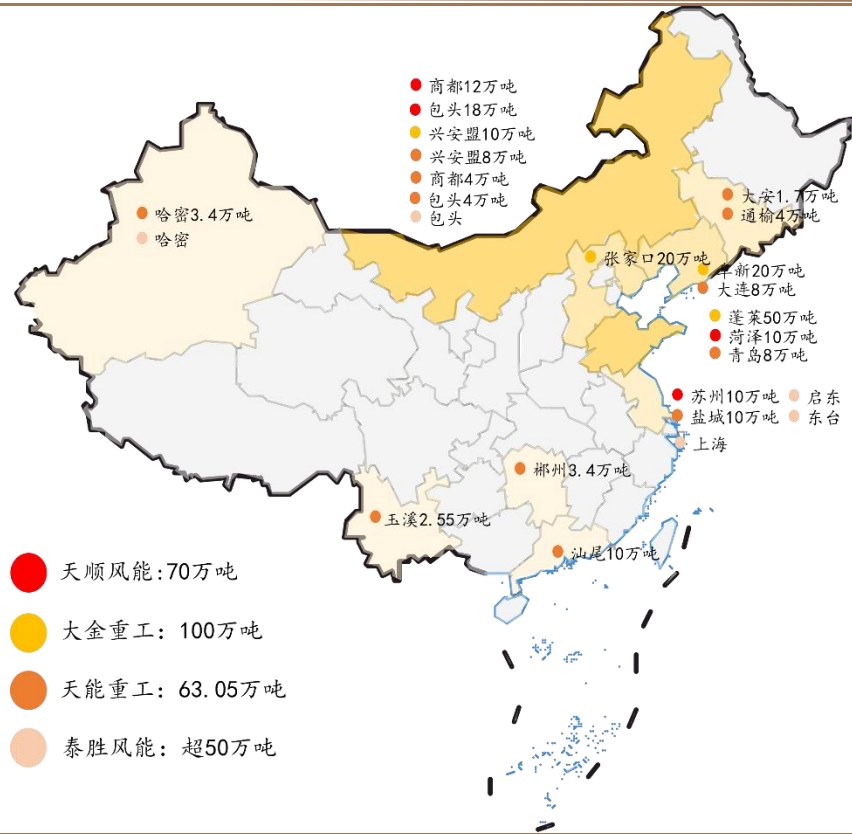 商都12万吨
包头18万吨
兴安盟10万吨
兴安盟8万吨
商都4万吨
包头4万吨
包头
哈密3.4万吨
哈密
大安1.7万吨
通榆4万吨
张家口20万吨
阜新20万吨
大连8万吨
蓬莱50万吨
菏泽10万吨
青岛8万吨
苏州10万吨 启东
盐城10万吨 东台
上海
郴州3.4万吨
玉溪2.55万吨
汕尾10万吨
天顺风能:70万吨
大金重工: 100万吨
天能重工: 63.05万吨
泰胜风能: 超50万吨